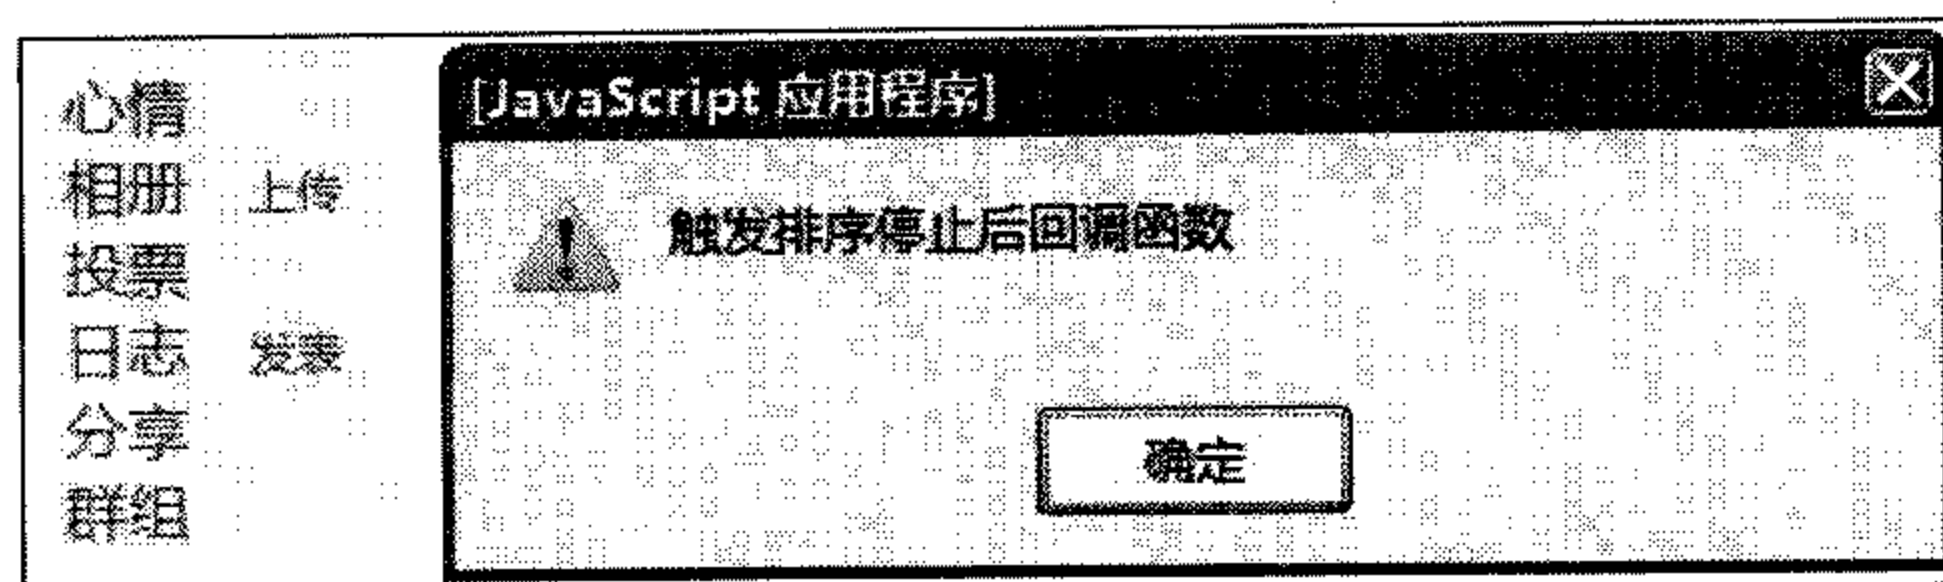 心情
相册 上传
投票
日志 发表
分享
群组
[JavaScript 应用程序]
触发排序停止后回调函数
确定